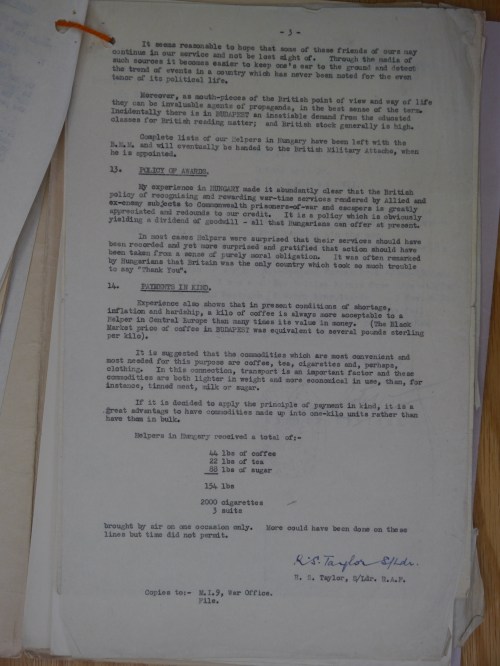 - 3 -
It seems reasonable to hope that some of these friends of ours may
continue in our service and not be lost sight of. Through the media of
such sources it becomes easier to keep one's ear to the ground and detect
the trend of events in a country which has never been noted for the even
tenor of its political life.
Moreover, as mouth-pieces of the British point of view and way of life
they can be invaluable agents of propaganda, in the best sense of the term.
Incidentally there is in BUDAPEST an insatiable demand from the educated
classes for British reading matter; and British stock generally is high.
Complete lists of our Helpers in Hungary have been left with the
and will eventually be handed to the British Military Attache, when
he is appointed.
13. POLICY OF AWARDS.
My experience in HUNGARY made it abundantly clear that the British
policy of recognising and rewarding war-time services rendered by Allied and
ex-enemy subjects to Commonwealth prisoners-of-war and escapers is greatly
appreciated and redounds to our credit. It is a policy which is obviously
yielding a dividend of goodwill - all that Hungarians can offer at present.
In most cases Helpers were surprised that their services should have
been recorded and yet more surprised and gratified that action should have
been taken from a sense of purely moral obligation. It was often remarked
by Hungarians that Britain was the only country which took so much trouble
to say "Thank You".
14. PAYMENTS IN KIND.
Experience also shows that in present conditions of shortage,
inflation and hardship, a kilo of coffee is always more acceptable to a
Helper in Central Europe than many times its value in money. (The Black
Market price of coffee in BUDAPEST was equivalent to several pounds sterling
per kilo).
It is suggested that the commodities which are most convenient and
most needed for this purpose are coffee, tea, cigarettes and, perhaps,
clothing. In this connection, transport is an important factor and these
commodities are both lighter in weight and more economical in use, than, for
instance, tinned meat, milk or sugar.
If it is decided to apply the principle of payment in kind, it is a
great advantage to have commodities made up into one-kilo units rather than
have them in bulk.
Helpers in Hungary received a total of:-
44 lbs of coffee
22 lbs of tea
88 lbs of sugar
154 lbs
2000 cigarettes
3 suits
brought by air on one occasion only. More could have been done on these
lines but time did not permit.
R.S. Taylor S/Ldr.
R. S. Taylor, S/Ldr. R.A.F.
Copies to:- M.I.9, War Office.
File.